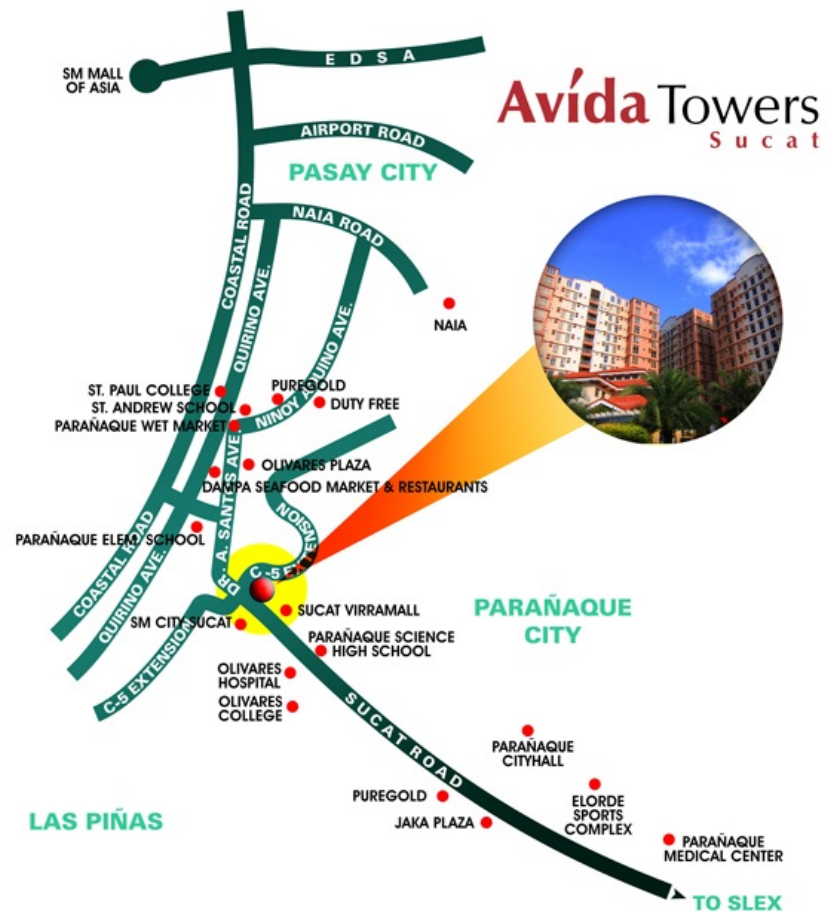 EDSA
SM MALL
OF ASIA
Avída Towers
Sucat
AIRPORT ROAD
PASAY CITY
COASTAL ROAD
NAIA ROAD
QUIRINO AVE.
NINOY AQUINO AVE.
NAIA
ST. PAUL COLLEGE
PUREGOLD
ST. ANDREW SCHOOL
DUTY FREE
PARAÑAQUE WET MARKET
DR. A. SANTOS AVE.
OLIVARES PLAZA
DAMPA SEAFOOD MARKET & RESTAURANTS
PARAÑAQUE ELEM. SCHOOL
COASTAL ROAD
QUIRINO AVE.
C-5 EXTENSION
C-5 EXTENSION
SM CITY SUCAT
SUCAT VIRRAMALL
PARAÑAQUE
CITY
PARAÑAQUE SCIENCE
HIGH SCHOOL
OLIVARES
HOSPITAL
OLIVARES
COLLEGE
SUCAT ROAD
PARAÑAQUE
CITYHALL
PUREGOLD
JAKA PLAZA
ELORDE
SPORTS
COMPLEX
LAS PIÑAS
PARAÑAQUE
MEDICAL CENTER
TO SLEX